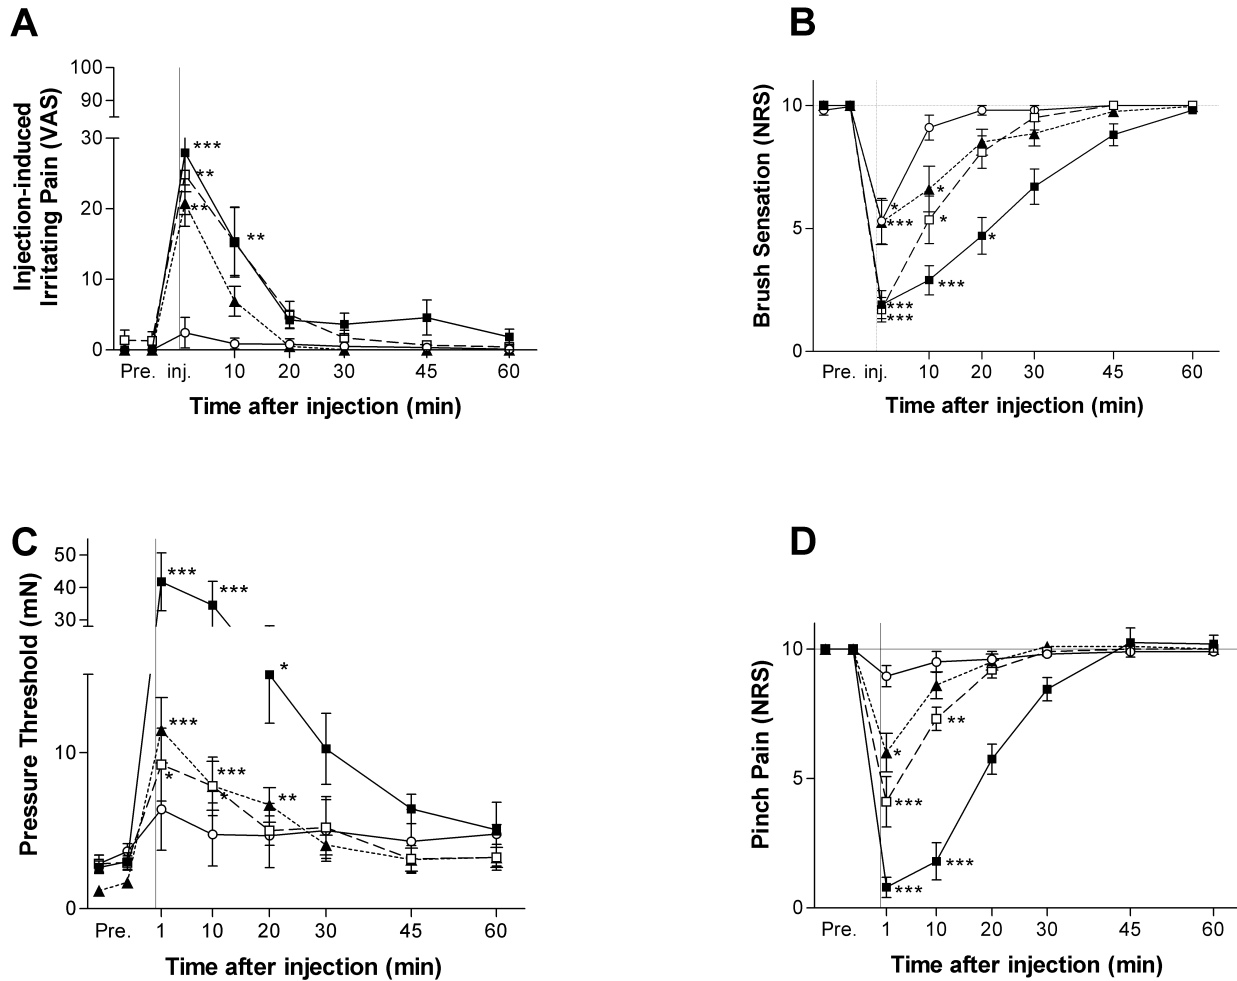 A
Injection-induced
Irritating Pain (VAS)
100
90
30
20
10
0
***
**
**
**
Pre. inj. 10 20 30 45 60
Time after injection (min)
B
Brush Sensation (NRS)
10
5
0
*
***
*
*
*
***
***
***
Pre. inj. 10 20 30 45 60
Time after injection (min)
C
Pressure Threshold (mN)
50
40
30
10
0
***
***
*
***
*
***
*
**
Pre. 1 10 20 30 45 60
Time after injection (min)
D
Pinch Pain (NRS)
10
5
0
*
**
***
***
***
Pre. 1 10 20 30 45 60
Time after injection (min)